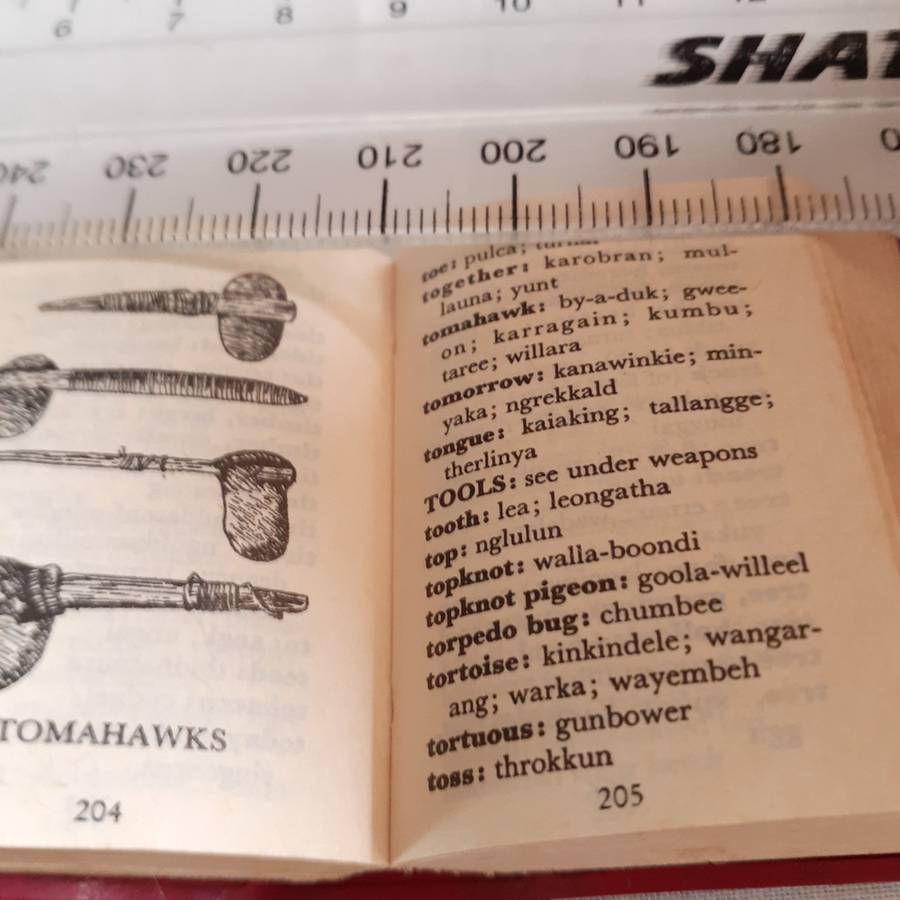 6 7 8 9 10 11 12
SHAT
240 230 220 210 200 190 180
TOMAHAWKS
204
toe: pulca;
together: karobran; mul-
launa; yunt
tomahawk: by-a-duk; gwee-
on; karragain; kumbu;
taree; willara
tomorrow: kanawinkie; min-
yaka; ngrekkald
tongue: kaiaking; tallangge;
therlinya
TOOLS: see under weapons
tooth: lea; leongatha
top: nglulun
topknot: walla-boondi
topknot pigeon: goola-willeel
torpedo bug: chumbee
tortoise: kinkindele; wangar-
ang; warka; wayembeh
tortuous: gunbower
toss: throkkun
205